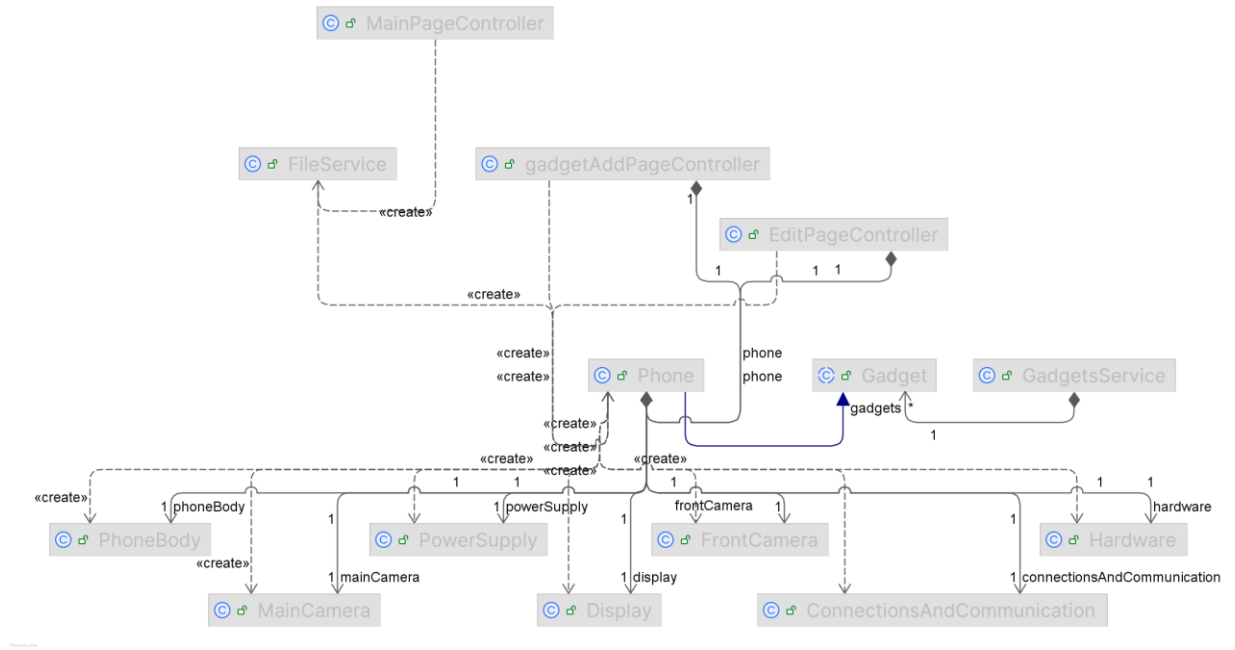 MainPageController
FileService
gadgetAddPageController
«create»
1
EditPageController
1
1
1
«create»
«create»
phone
«create»
phone
Phone
Gadget
GadgetsService
gadgets
*
«create»
1
«create»
«create»
«create»
«create»
1
1
1
1
1
«create»
1
phoneBody
1
powerSupply
frontCamera
1
hardware
1
1
1
PhoneBody
PowerSupply
FrontCamera
Hardware
«create»
1
mainCamera
1
display
1
connectionsAndCommunication
MainCamera
Display
ConnectionsAndCommunication